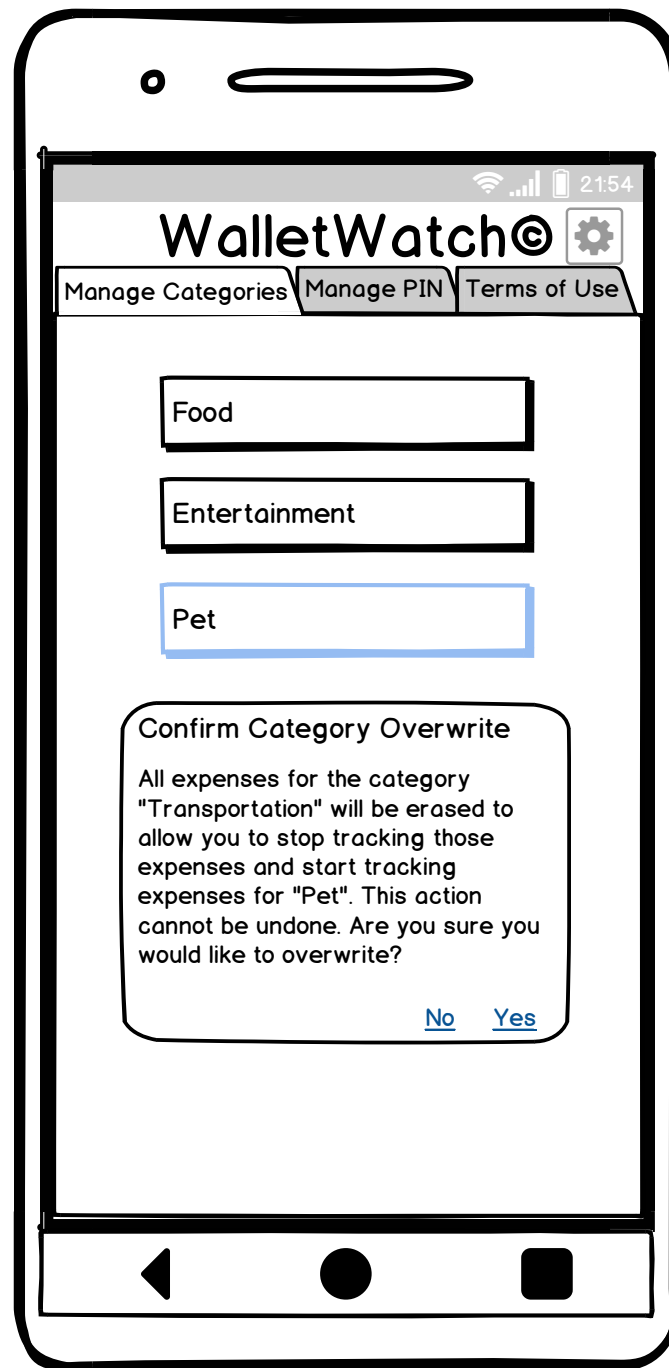 21:54
WalletWatch©
Manage Categories Manage PIN Terms of Use
Food
Entertainment
Pet
Confirm Category Overwrite
All expenses for the category
"Transportation" will be erased to
allow you to stop tracking those
expenses and start tracking
expenses for "Pet". This action
cannot be undone. Are you sure you
would like to overwrite?
No Yes